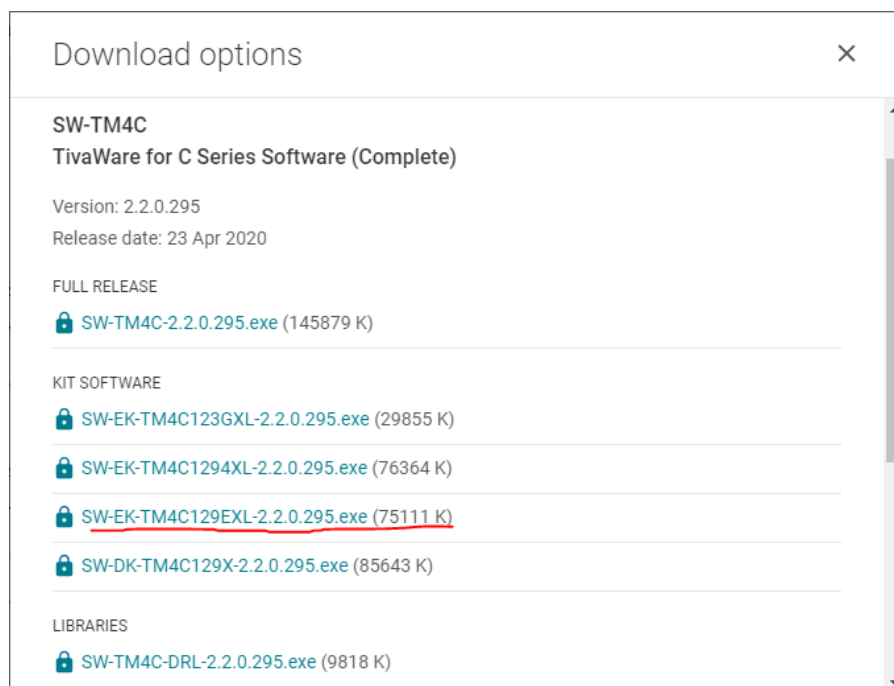 Download options
SW-TM4C
TivaWare for C Series Software (Complete)
Version: 2.2.0.295
Release date: 23 Apr 2020
FULL RELEASE
SW-TM4C-2.2.0.295.exe (145879 K)
KIT SOFTWARE
SW-EK-TM4C123GXL-2.2.0.295.exe (29855 K)
SW-EK-TM4C1294XL-2.2.0.295.exe (76364 K)
SW-EK-TM4C129EXL-2.2.0.295.exe (75111 K)
SW-DK-TM4C129X-2.2.0.295.exe (85643 K)
LIBRARIES
SW-TM4C-DRL-2.2.0.295.exe (9818 K)